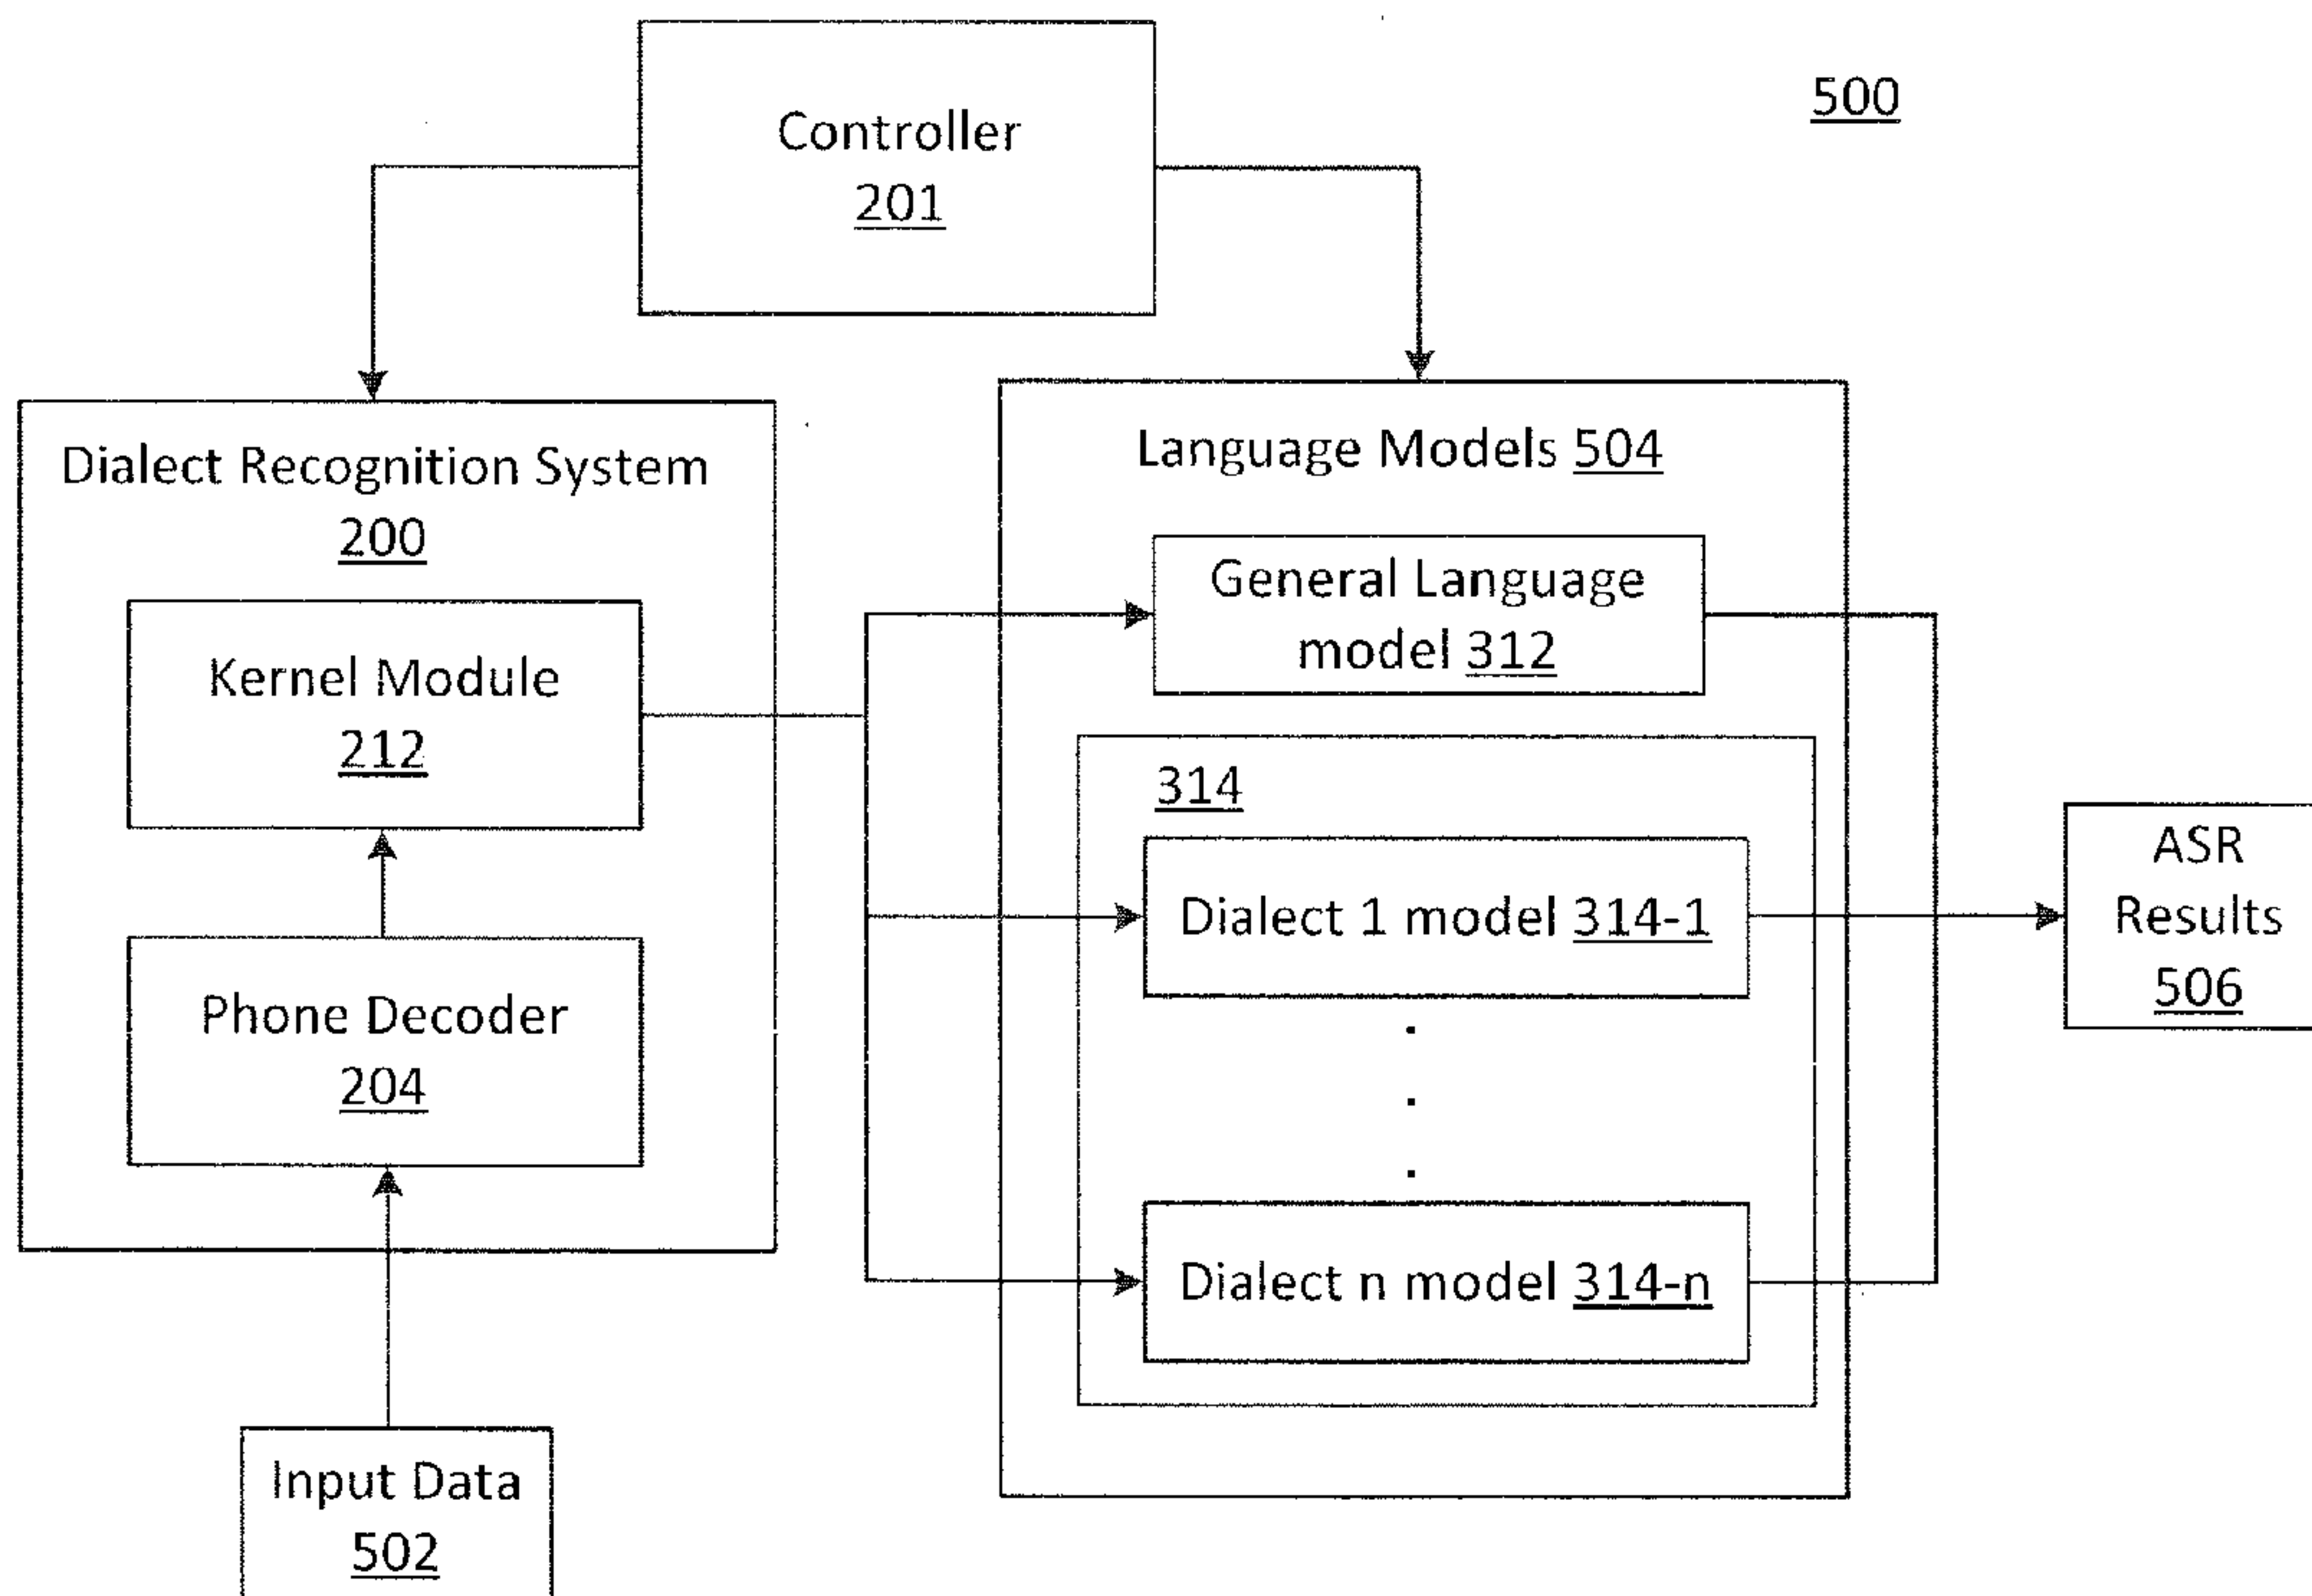 500
Controller
201
Dialect Recognition System
200
Kernel Module
212
Phone Decoder
204
Input Data
502
Language Models 504
General Language
model 312
314
Dialect 1 model 314-1
Dialect n model 314-n
ASR
Results
506